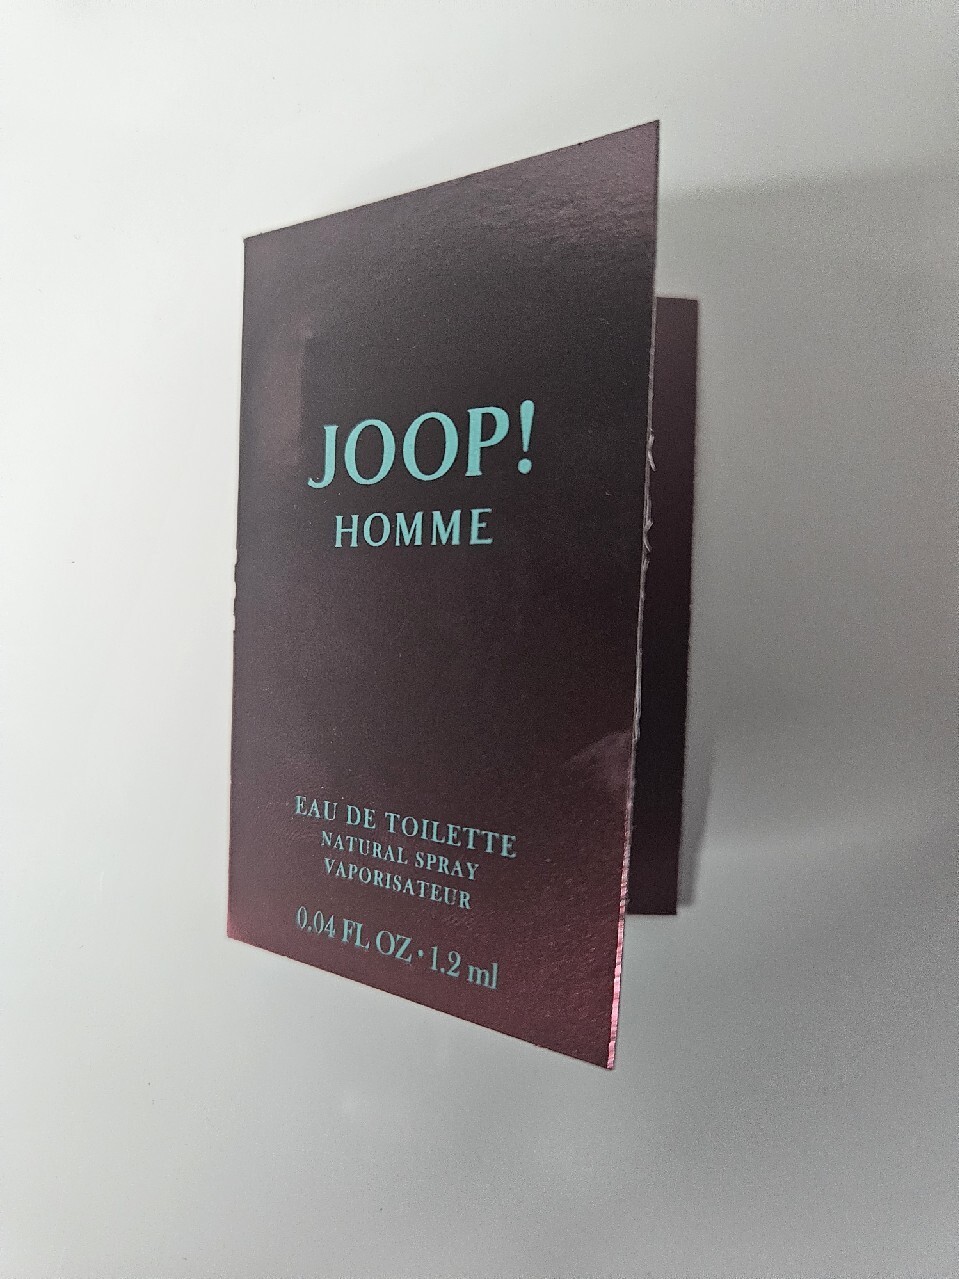 JOOP!
HOMME
EAU DE TOILETTE
NATURAL SPRAY
VAPORISATEUR
0.04 FL OZ • 1.2 ml